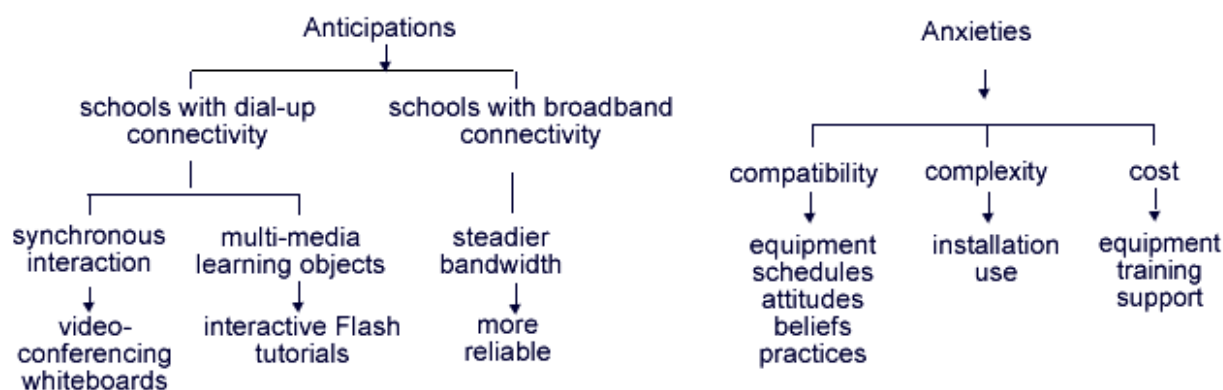 Anticipations
schools with dial-up
connectivity
schools with broadband
connectivity
synchronous
interaction
multi-media
learning objects
steadier
bandwidth
video-
conferencing
whiteboards
interactive Flash
tutorials
more
reliable
Anxieties
compatibility
complexity
cost
equipment
schedules
attitudes
beliefs
practices
installation
use
equipment
training
support